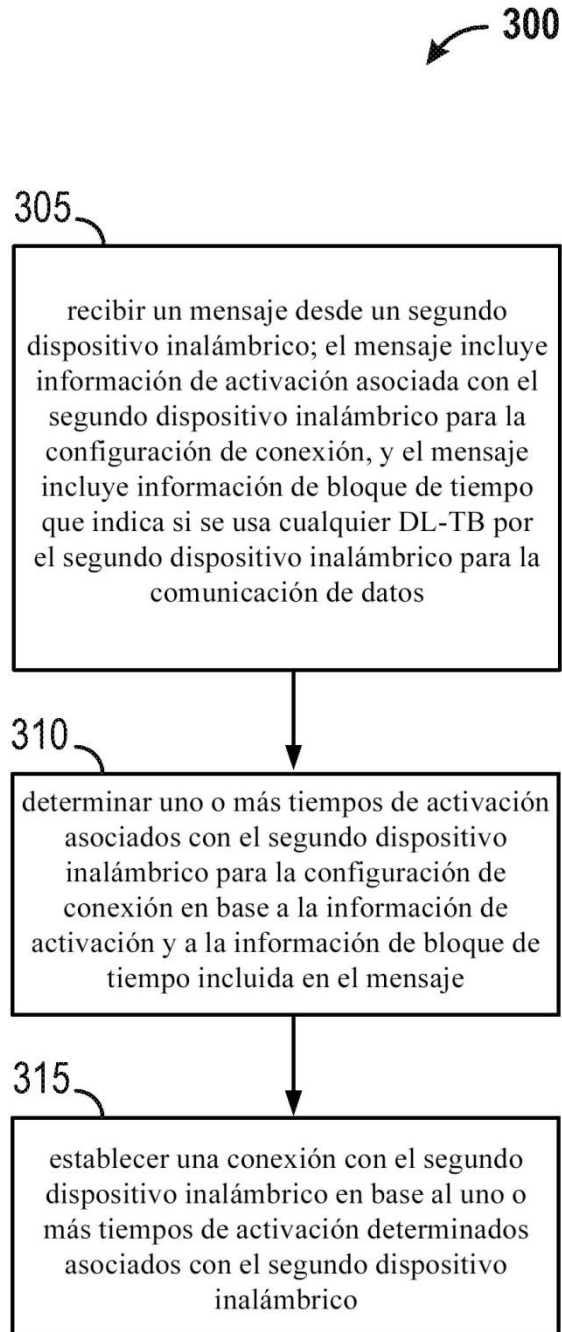 300
305
recibir un mensaje desde un segundo
dispositivo inalámbrico; el mensaje incluye
información de activación asociada con el
segundo dispositivo inalámbrico para la
configuración de conexión, y el mensaje
incluye información de bloque de tiempo
que indica si se usa cualquier DL-TB por
el segundo dispositivo inalámbrico para la
comunicación de datos
310
determinar uno o más tiempos de activación
asociados con el segundo dispositivo
inalámbrico para la configuración de
conexión en base a la información de
activación y a la información de bloque de
tiempo incluida en el mensaje
315
establecer una conexión con el segundo
dispositivo inalámbrico en base al uno o
más tiempos de activación determinados
asociados con el segundo dispositivo
inalámbrico